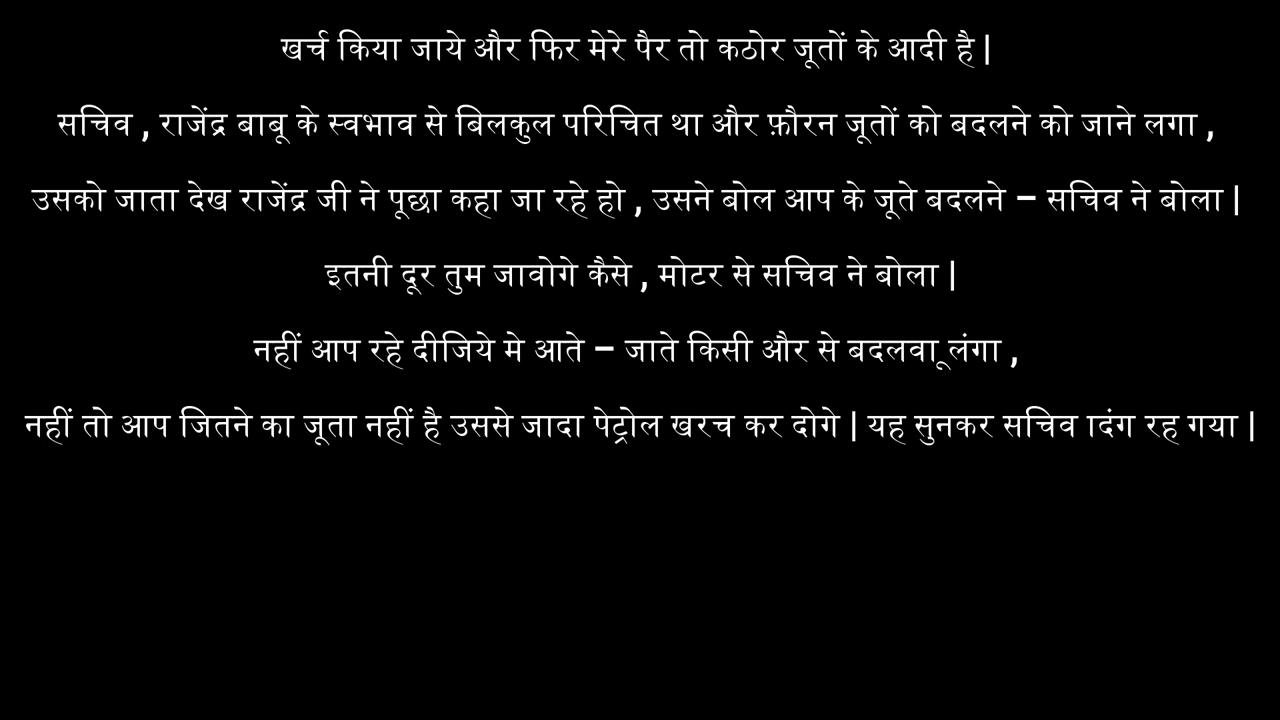 खर्च किया जाये और फिर मेरे पैर तो कठोर जूतों के आदी है |
सचिव , राजेंद्र बाबू के स्वभाव से बिलकुल परिचित था और फ़ौरन जूतों को बदलने को जाने लगा ,
उसको जाता देख राजेंद्र जी ने पूछा कहा जा रहे हो , उसने बोल आप के जूते बदलने – सचिव ने बोला |
इतनी दूर तुम जावोगे कैसे , मोटर से सचिव ने बोला |
नहीं आप रहे दीजिये मे आते – जाते किसी और से बदलवा ूलंगा ,
नहीं तो आप जितने का जूता नहीं है उससे जादा पेट्रोल खरच कर दोगे | यह सुनकर सचिव ादंग रह गया |